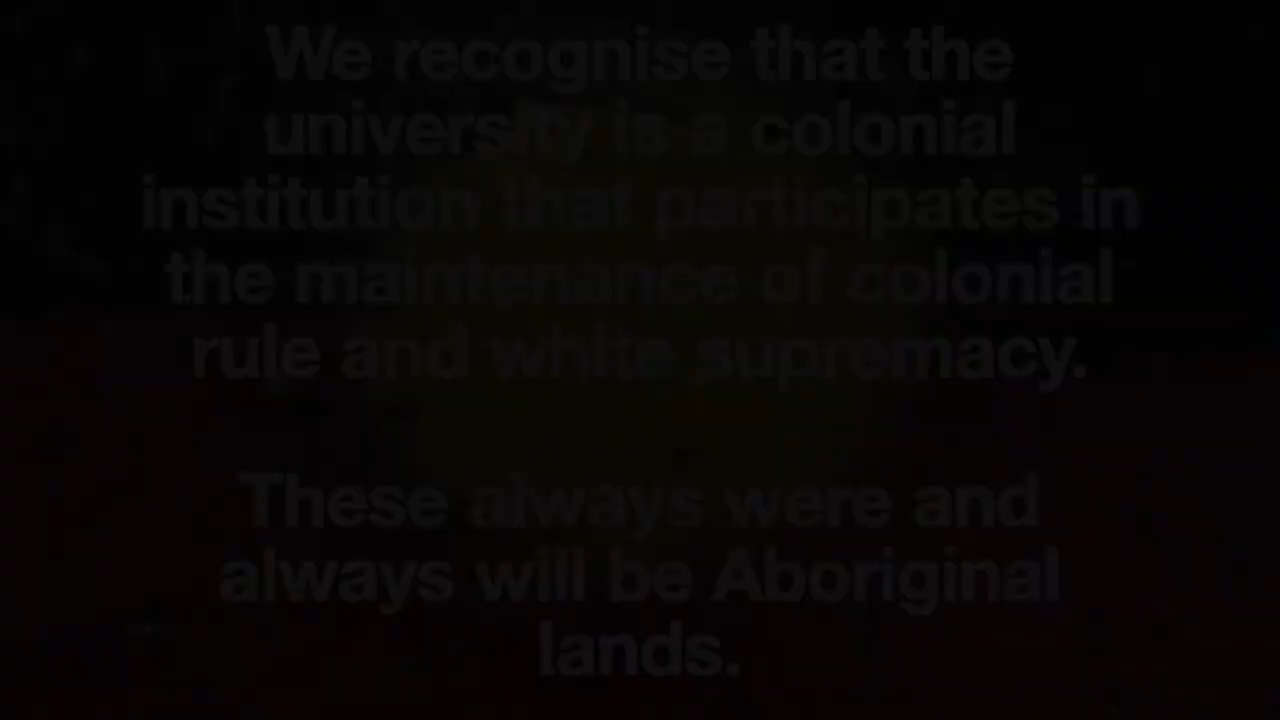 We recognise that the
university is a colonial
institution that participates in
the maintenance of colonial
rule and white supremacy.
These always were and
always will be Aboriginal
lands.